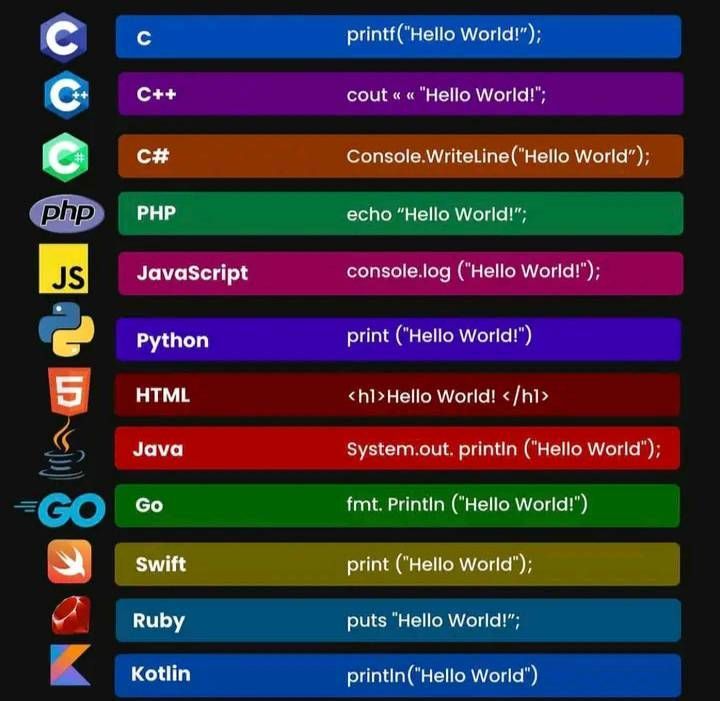 C C printf("Hello World!”);
C++ C++ cout « « "Hello World!";
C# C# Console.WriteLine("Hello World”);
php PHP echo “Hello World!”;
JS JavaScript console.log ("Hello World!");
Python print ("Hello World!")
5 HTML <h1>Hello World! </h1>
Java System.out. println ("Hello World");
GO Go fmt. Println ("Hello World!")
Swift print ("Hello World");
Ruby puts "Hello World!”;
Kotlin println("Hello World")